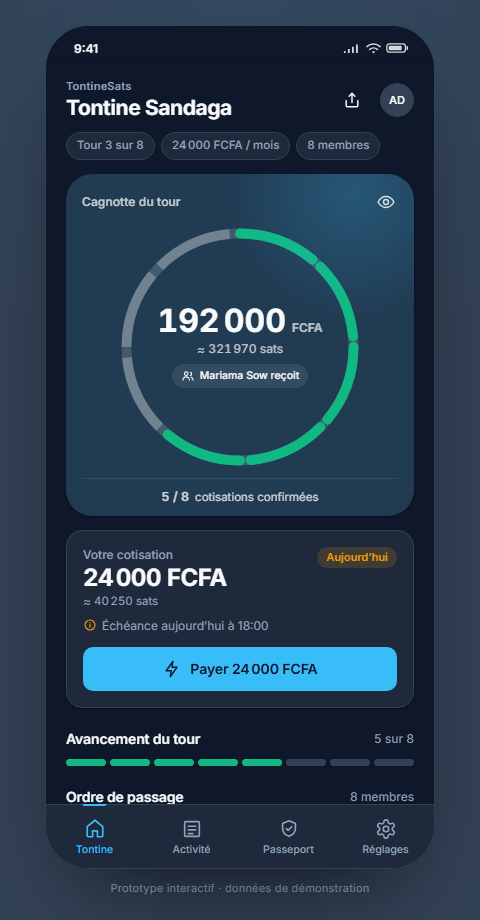 9:41
TontineSats
Tontine Sandaga
AD
Tour 3 sur 8
24 000 FCFA / mois
8 membres
Cagnotte du tour
192 000 FCFA
≈ 321 970 sats
Mariama Sow reçoit
5 / 8 cotisations confirmées
Votre cotisation
Aujourd’hui
24 000 FCFA
≈ 40 250 sats
Échéance aujourd’hui à 18:00
Payer 24 000 FCFA
Avancement du tour
5 sur 8
Ordre de passage
8 membres
Tontine
Activité
Passeport
Réglages
Prototype interactif · données de démonstration